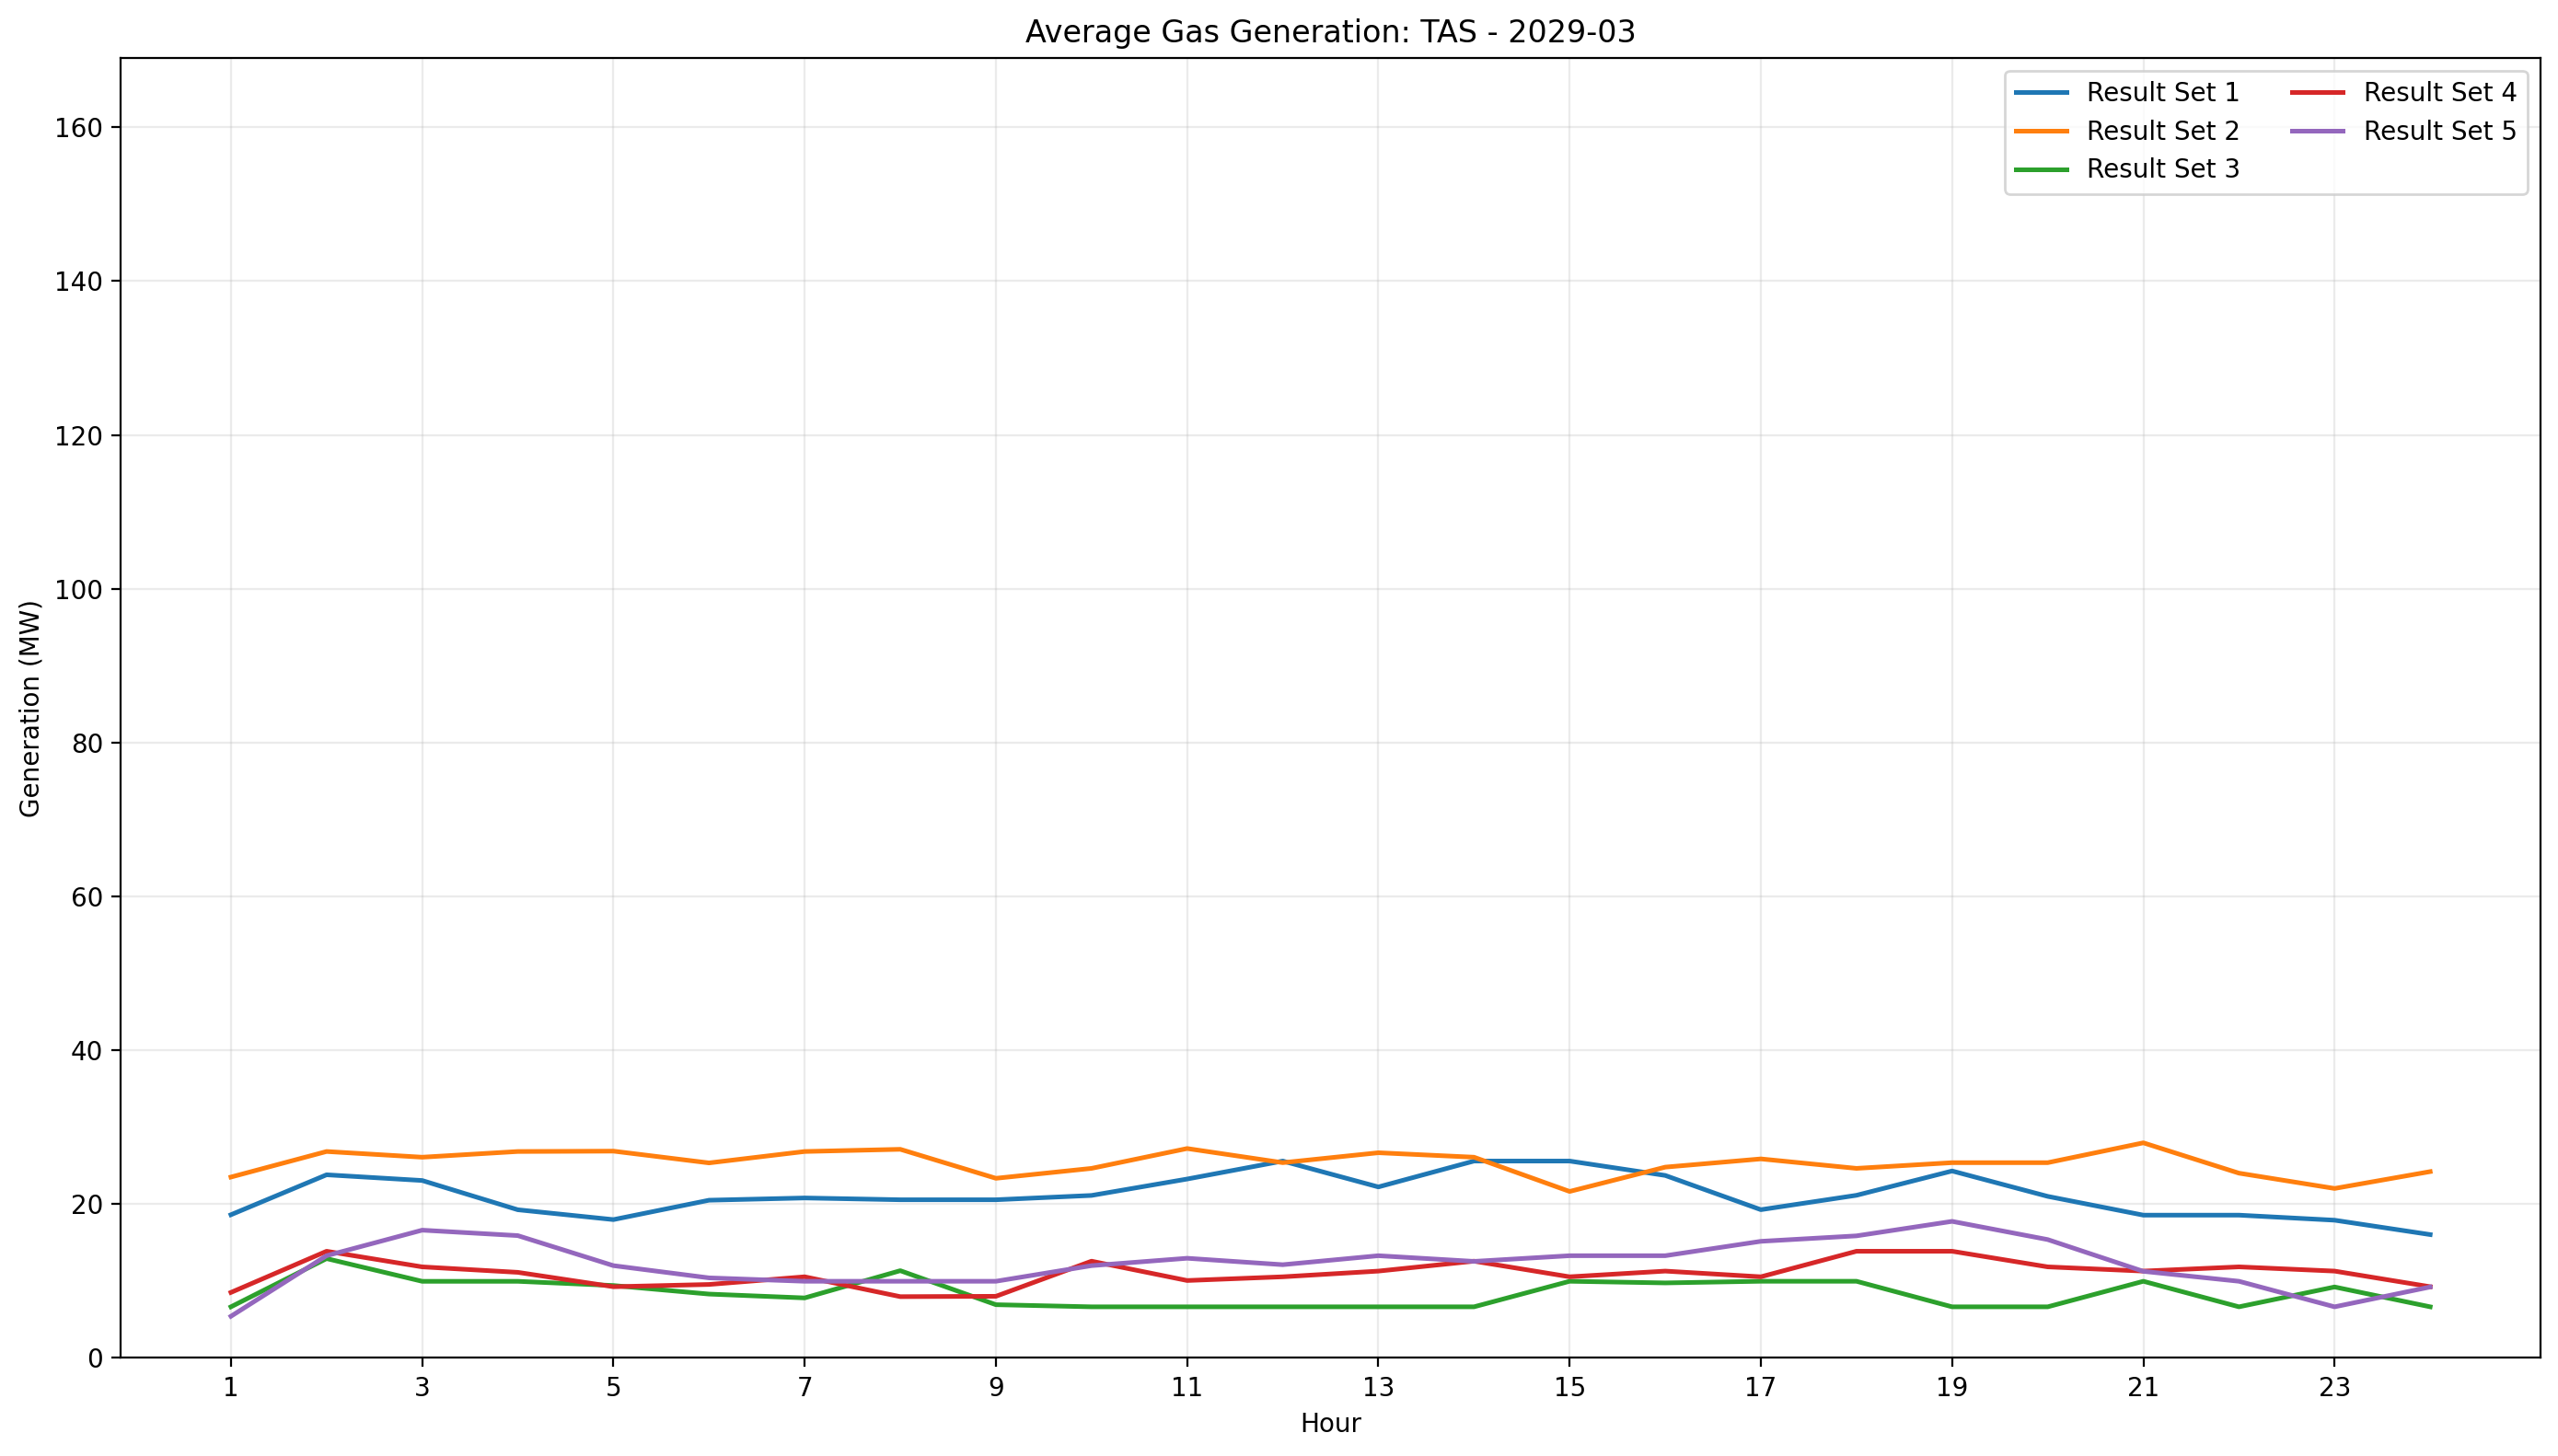 Average Gas Generation: TAS - 2029-03
Result Set 1
Result Set 2
Result Set 3
Result Set 4
Result Set 5
Generation (MW)
160
140
120
100
80
60
40
20
0
1 3 5 7 9 11 13 15 17 19 21 23
Hour